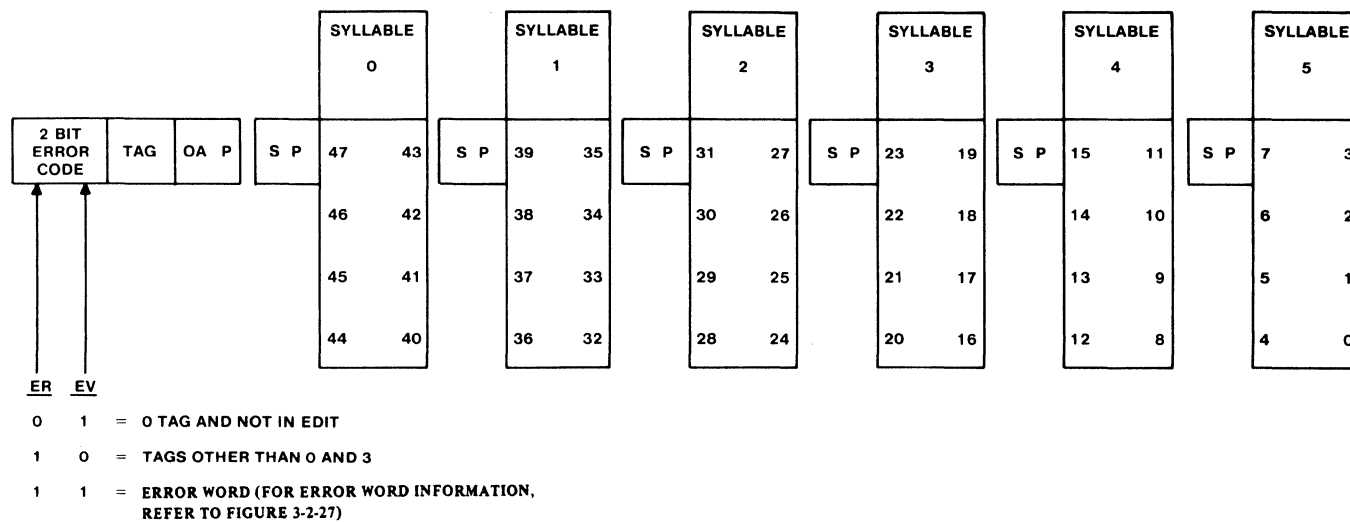 SYLLABLE SYLLABLE SYLLABLE SYLLABLE SYLLABLE SYLLABLE
0 1 2 3 4 5
2 BIT
ERROR
CODE
TAG OA P S P 47 43 S P 39 35 S P 31 27 S P 23 19 S P 15 11 S P 7 3
46 42 38 34 30 26 22 18 14 10 6 2
45 41 37 33 29 25 21 17 13 9 5 1
44 40 36 32 28 24 20 16 12 8 4 0
ER EV
0 1 = 0 TAG AND NOT IN EDIT
1 0 = TAGS OTHER THAN 0 AND 3
1 1 = ERROR WORD (FOR ERROR WORD INFORMATION,
REFER TO FIGURE 3-2-27)